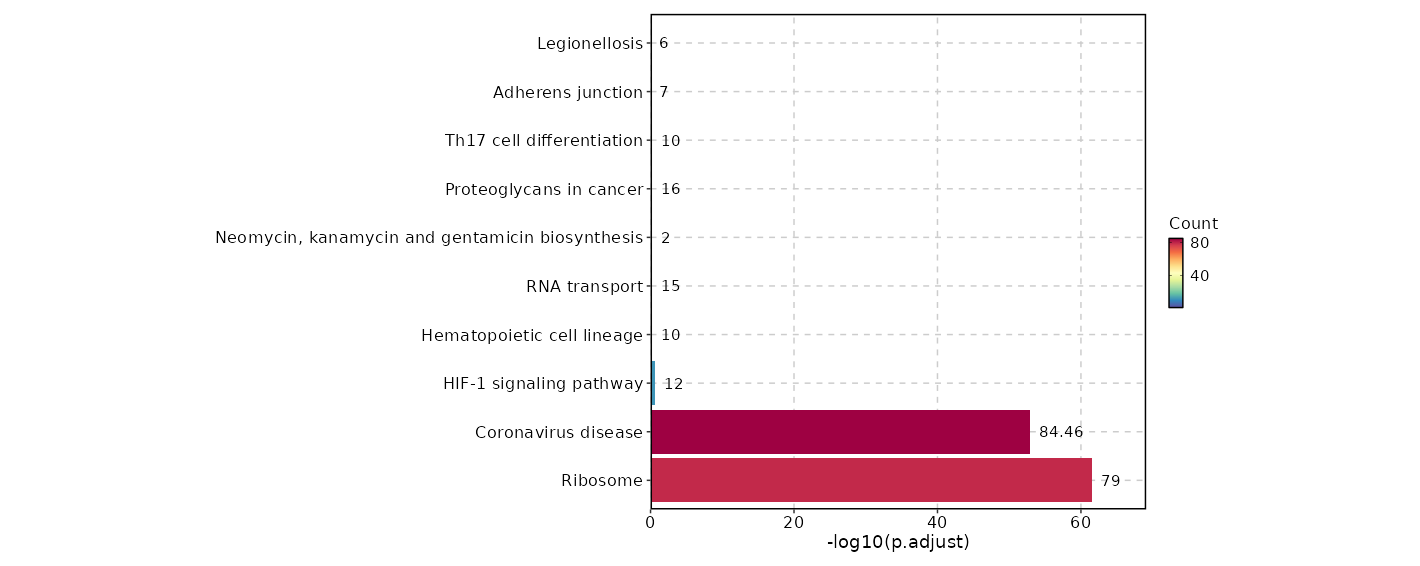 Legionellosis 6
Adherens junction 7
Th17 cell differentiation 10
Proteoglycans in cancer 16
Neomycin, kanamycin and gentamicin biosynthesis 2
RNA transport 15
Hematopoietic cell lineage 10
HIF-1 signaling pathway 12
Coronavirus disease 84.46
Ribosome 79
0 20 40 60
-log10(p.adjust)
Count
80
40